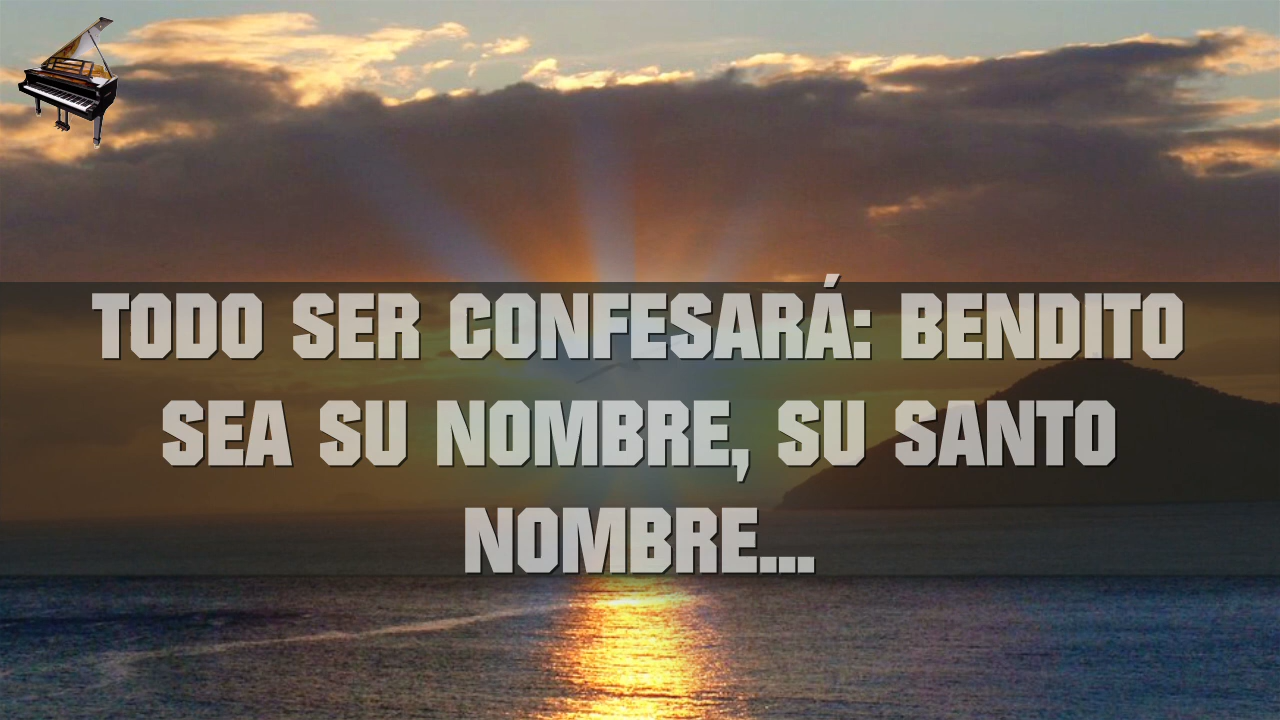 TODO SER CONFESARÁ: BENDITO
SEA SU NOMBRE, SU SANTO
NOMBRE...